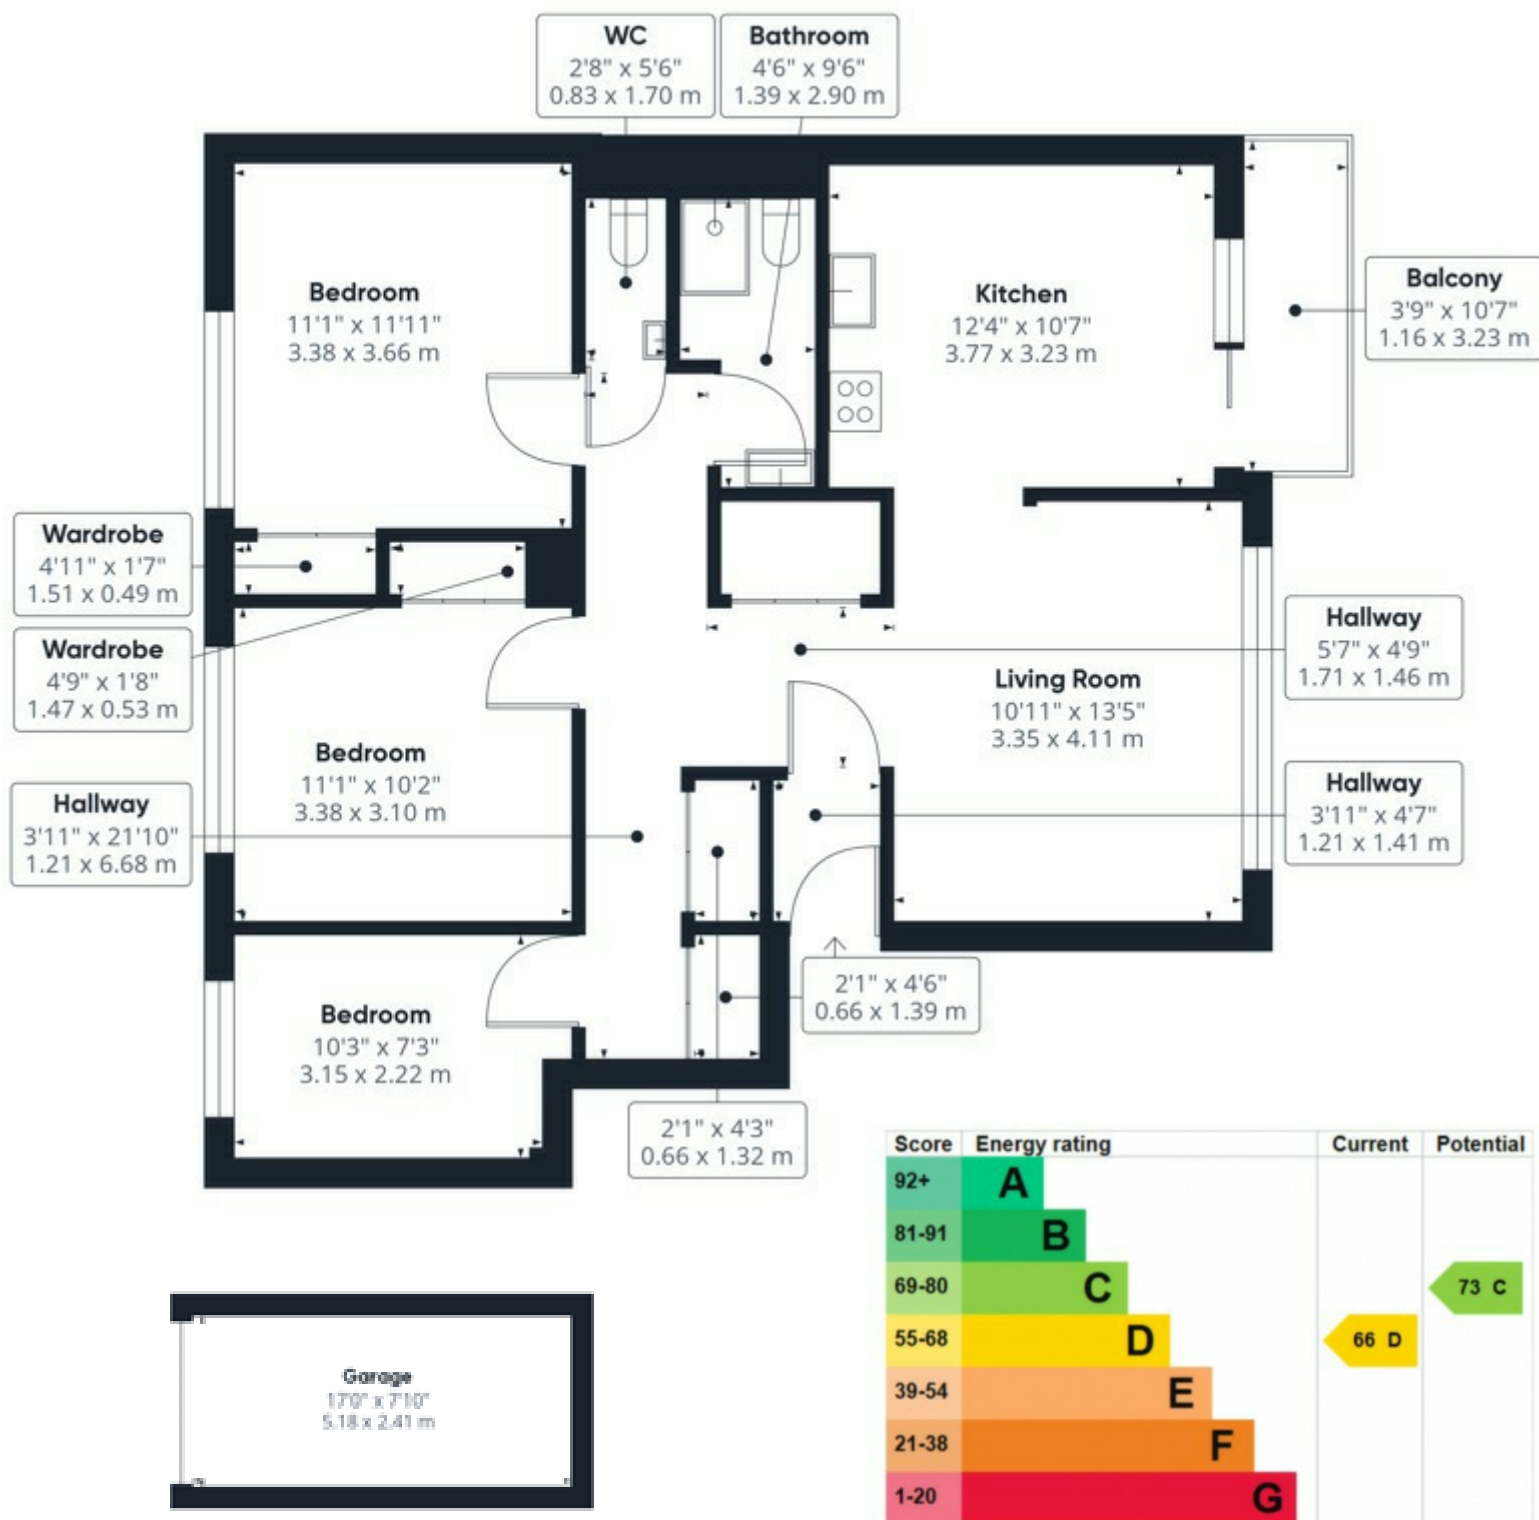 WC
2'8" x 5'6"
0.83 x 1.70 m
Bathroom
4'6" x 9'6"
1.39 x 2.90 m
Bedroom
11'1" x 11'11"
3.38 x 3.66 m
Kitchen
12'4" x 10'7"
3.77 x 3.23 m
Balcony
3'9" x 10'7"
1.16 x 3.23 m
Wardrobe
4'11" x 1'7"
1.51 x 0.49 m
Wardrobe
4'9" x 1'8"
1.47 x 0.53 m
Hallway
5'7" x 4'9"
1.71 x 1.46 m
Living Room
10'11" x 13'5"
3.35 x 4.11 m
Bedroom
11'1" x 10'2"
3.38 x 3.10 m
Hallway
3'11" x 21'10"
1.21 x 6.68 m
Hallway
3'11" x 4'7"
1.21 x 1.41 m
2'1" x 4'6"
0.66 x 1.39 m
Bedroom
10'3" x 7'3"
3.15 x 2.22 m
2'1" x 4'3"
0.66 x 1.32 m
Garage
17'0" x 7'10"
5.18 x 2.41 m
Score Energy rating Current Potential
92+ A
81-91 B
69-80 C 73 C
55-68 D 66 D
39-54 E
21-38 F
1-20 G